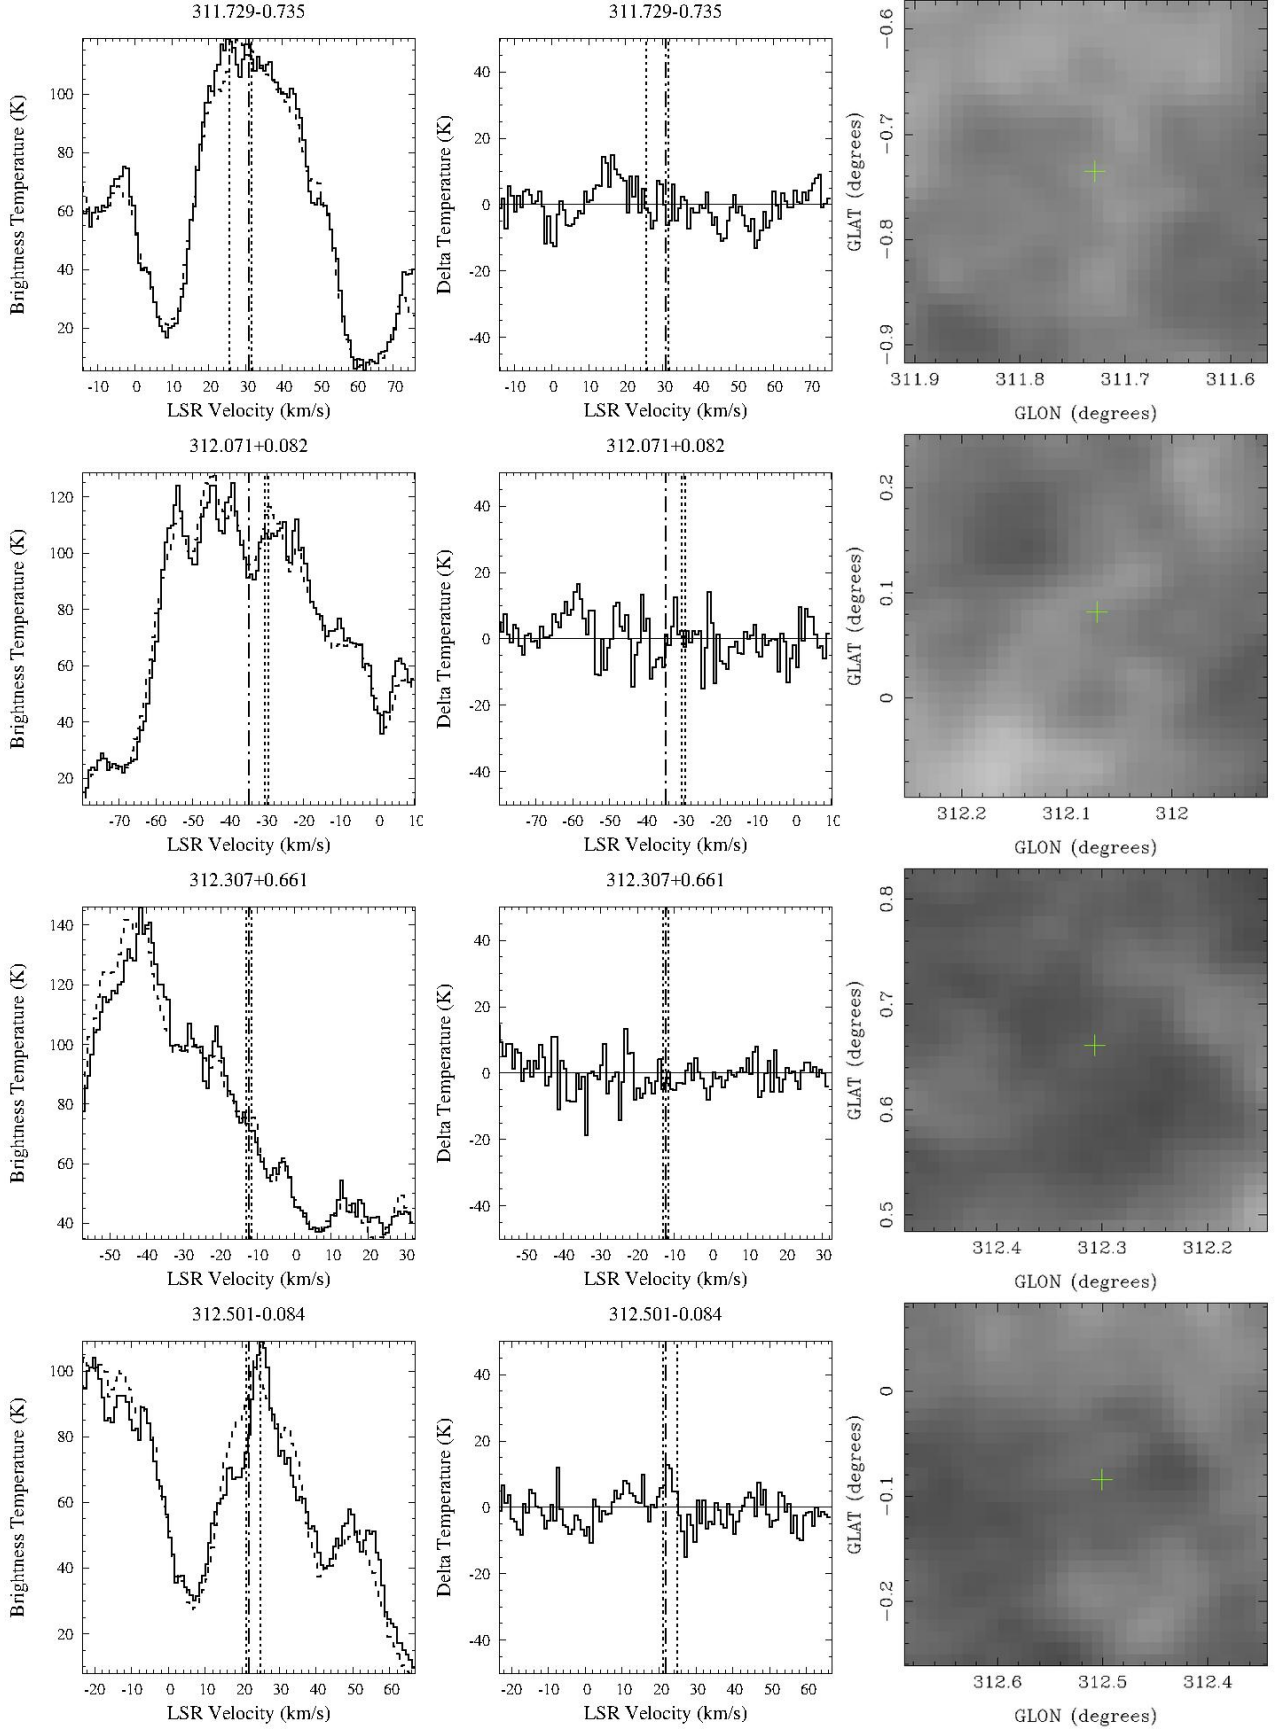 311.729-0.735
311.729-0.735
Brightness Temperature (K)
100
80
60
40
20
-10 0 10 20 30 40 50 60 70
LSR Velocity (km/s)
Delta Temperature (K)
40
20
0
-20
-40
-10 0 10 20 30 40 50 60 70
LSR Velocity (km/s)
GLAT (degrees)
-0.6
-0.7
-0.8
-0.9
311.9 311.8 311.7 311.6
GLON (degrees)
312.071+0.082
312.071+0.082
Brightness Temperature (K)
120
100
80
60
40
20
-70 -60 -50 -40 -30 -20 -10 0 10
LSR Velocity (km/s)
Delta Temperature (K)
40
20
0
-20
-40
-70 -60 -50 -40 -30 -20 -10 0 10
LSR Velocity (km/s)
GLAT (degrees)
0.2
0.1
0
312.2 312.1 312
GLON (degrees)
312.307+0.661
312.307+0.661
Brightness Temperature (K)
140
120
100
80
60
40
-50 -40 -30 -20 -10 0 10 20 30
LSR Velocity (km/s)
Delta Temperature (K)
40
20
0
-20
-40
-50 -40 -30 -20 -10 0 10 20 30
LSR Velocity (km/s)
GLAT (degrees)
0.8
0.7
0.6
0.5
312.4 312.3 312.2
GLON (degrees)
312.501-0.084
312.501-0.084
Brightness Temperature (K)
100
80
60
40
20
-20 -10 0 10 20 30 40 50 60
LSR Velocity (km/s)
Delta Temperature (K)
40
20
0
-20
-40
-20 -10 0 10 20 30 40 50 60
LSR Velocity (km/s)
GLAT (degrees)
0
-0.1
-0.2
312.6 312.5 312.4
GLON (degrees)